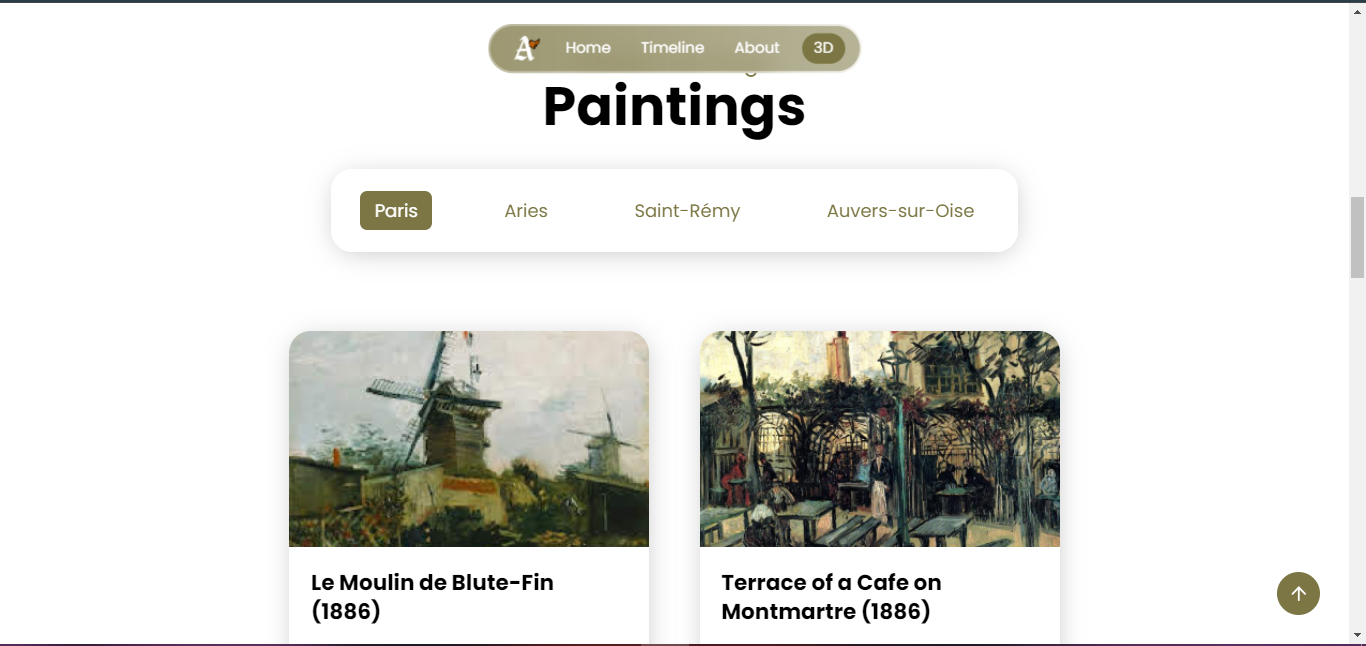 A Home Timeline About 3D
Paintings
Paris Aries Saint-Rémy Auvers-sur-Oise
Le Moulin de Blute-Fin
(1886)
Terrace of a Cafe on
Montmartre (1886)